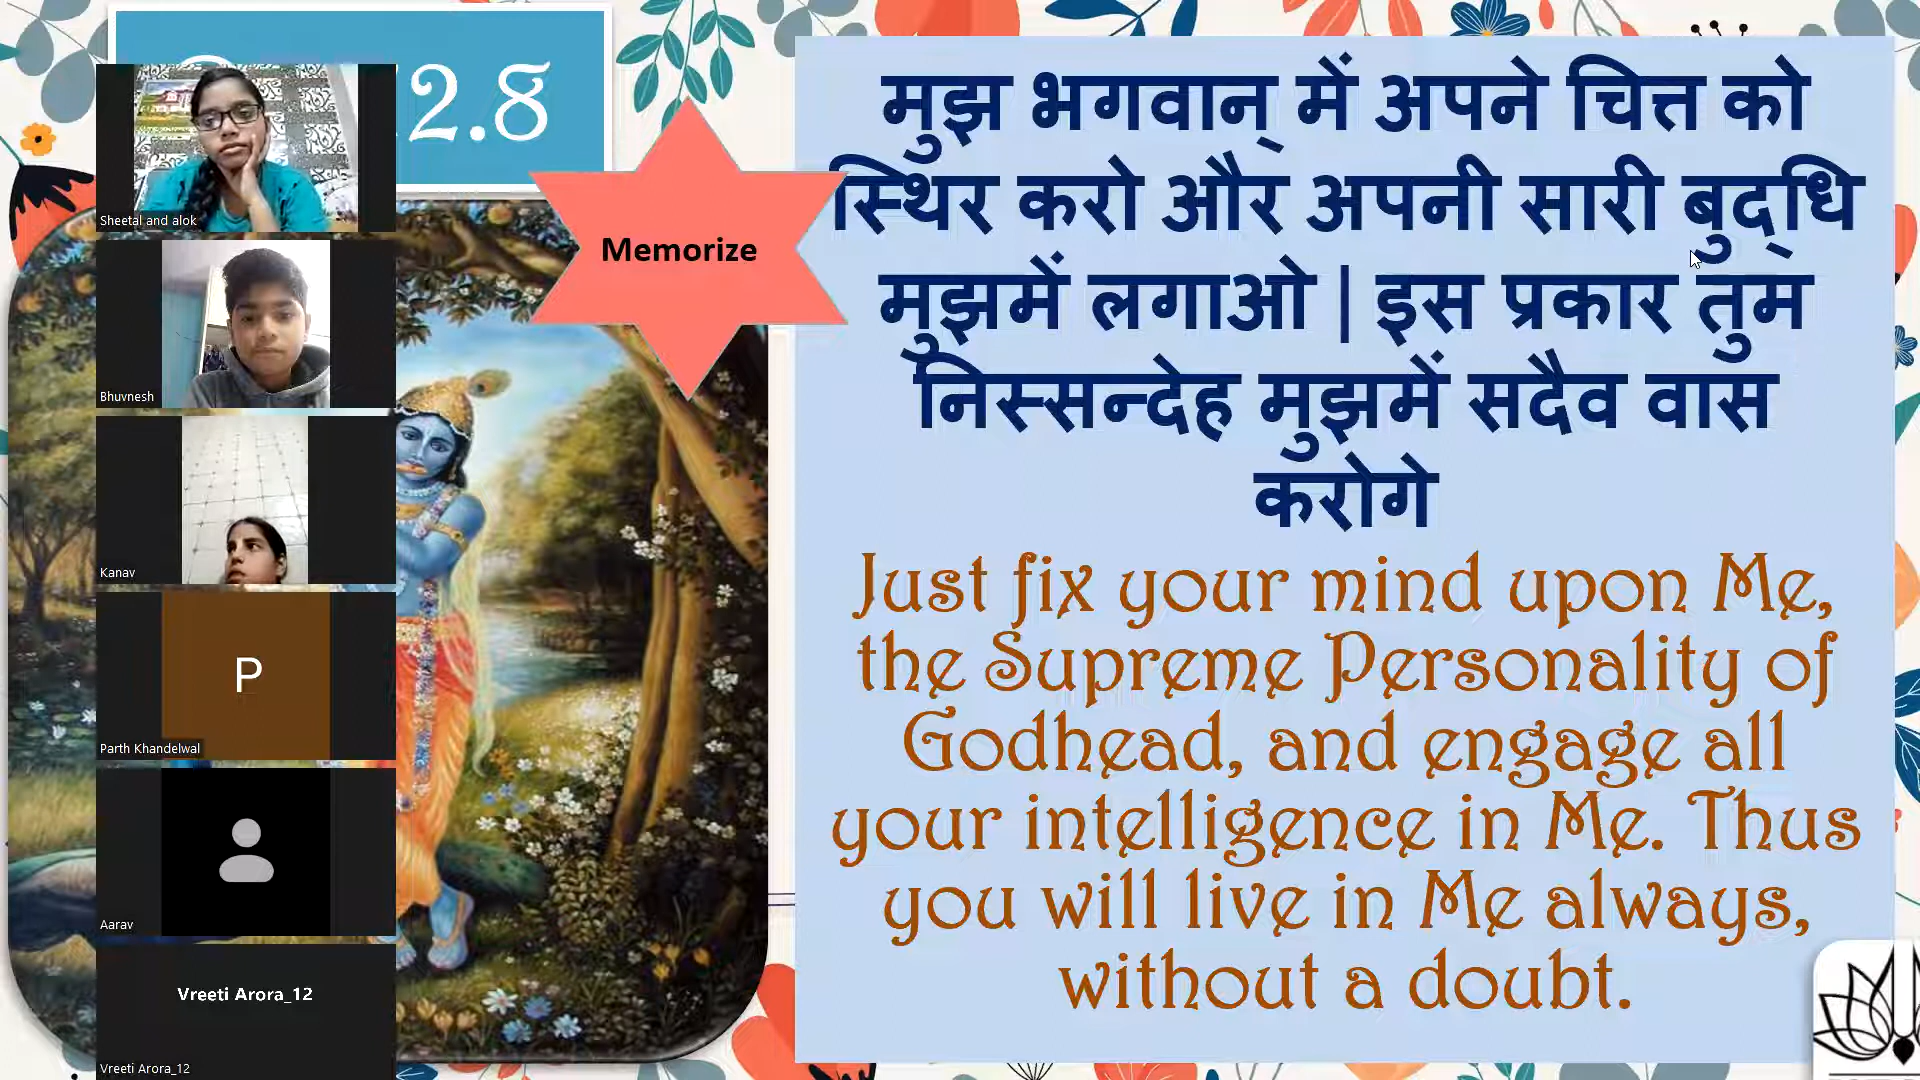 2.8
Memorize
मुझ भगवान् में अपने चित्त को
स्थिर करो और अपनी सारी बुद्धि
मुझमें लगाओ | इस प्रकार तुम
निस्सन्देह मुझमें सदैव वास
करोगे
Just fix your mind upon Me,
the Supreme Personality of
Godhead, and engage all
your intelligence in Me. Thus
you will live in Me always,
without a doubt.
Sheetal and alok
Bhuvnesh
Kanav
P
Parth Khandelwal
Aarav
Vreeti Arora_12
Vreeti Arora_12